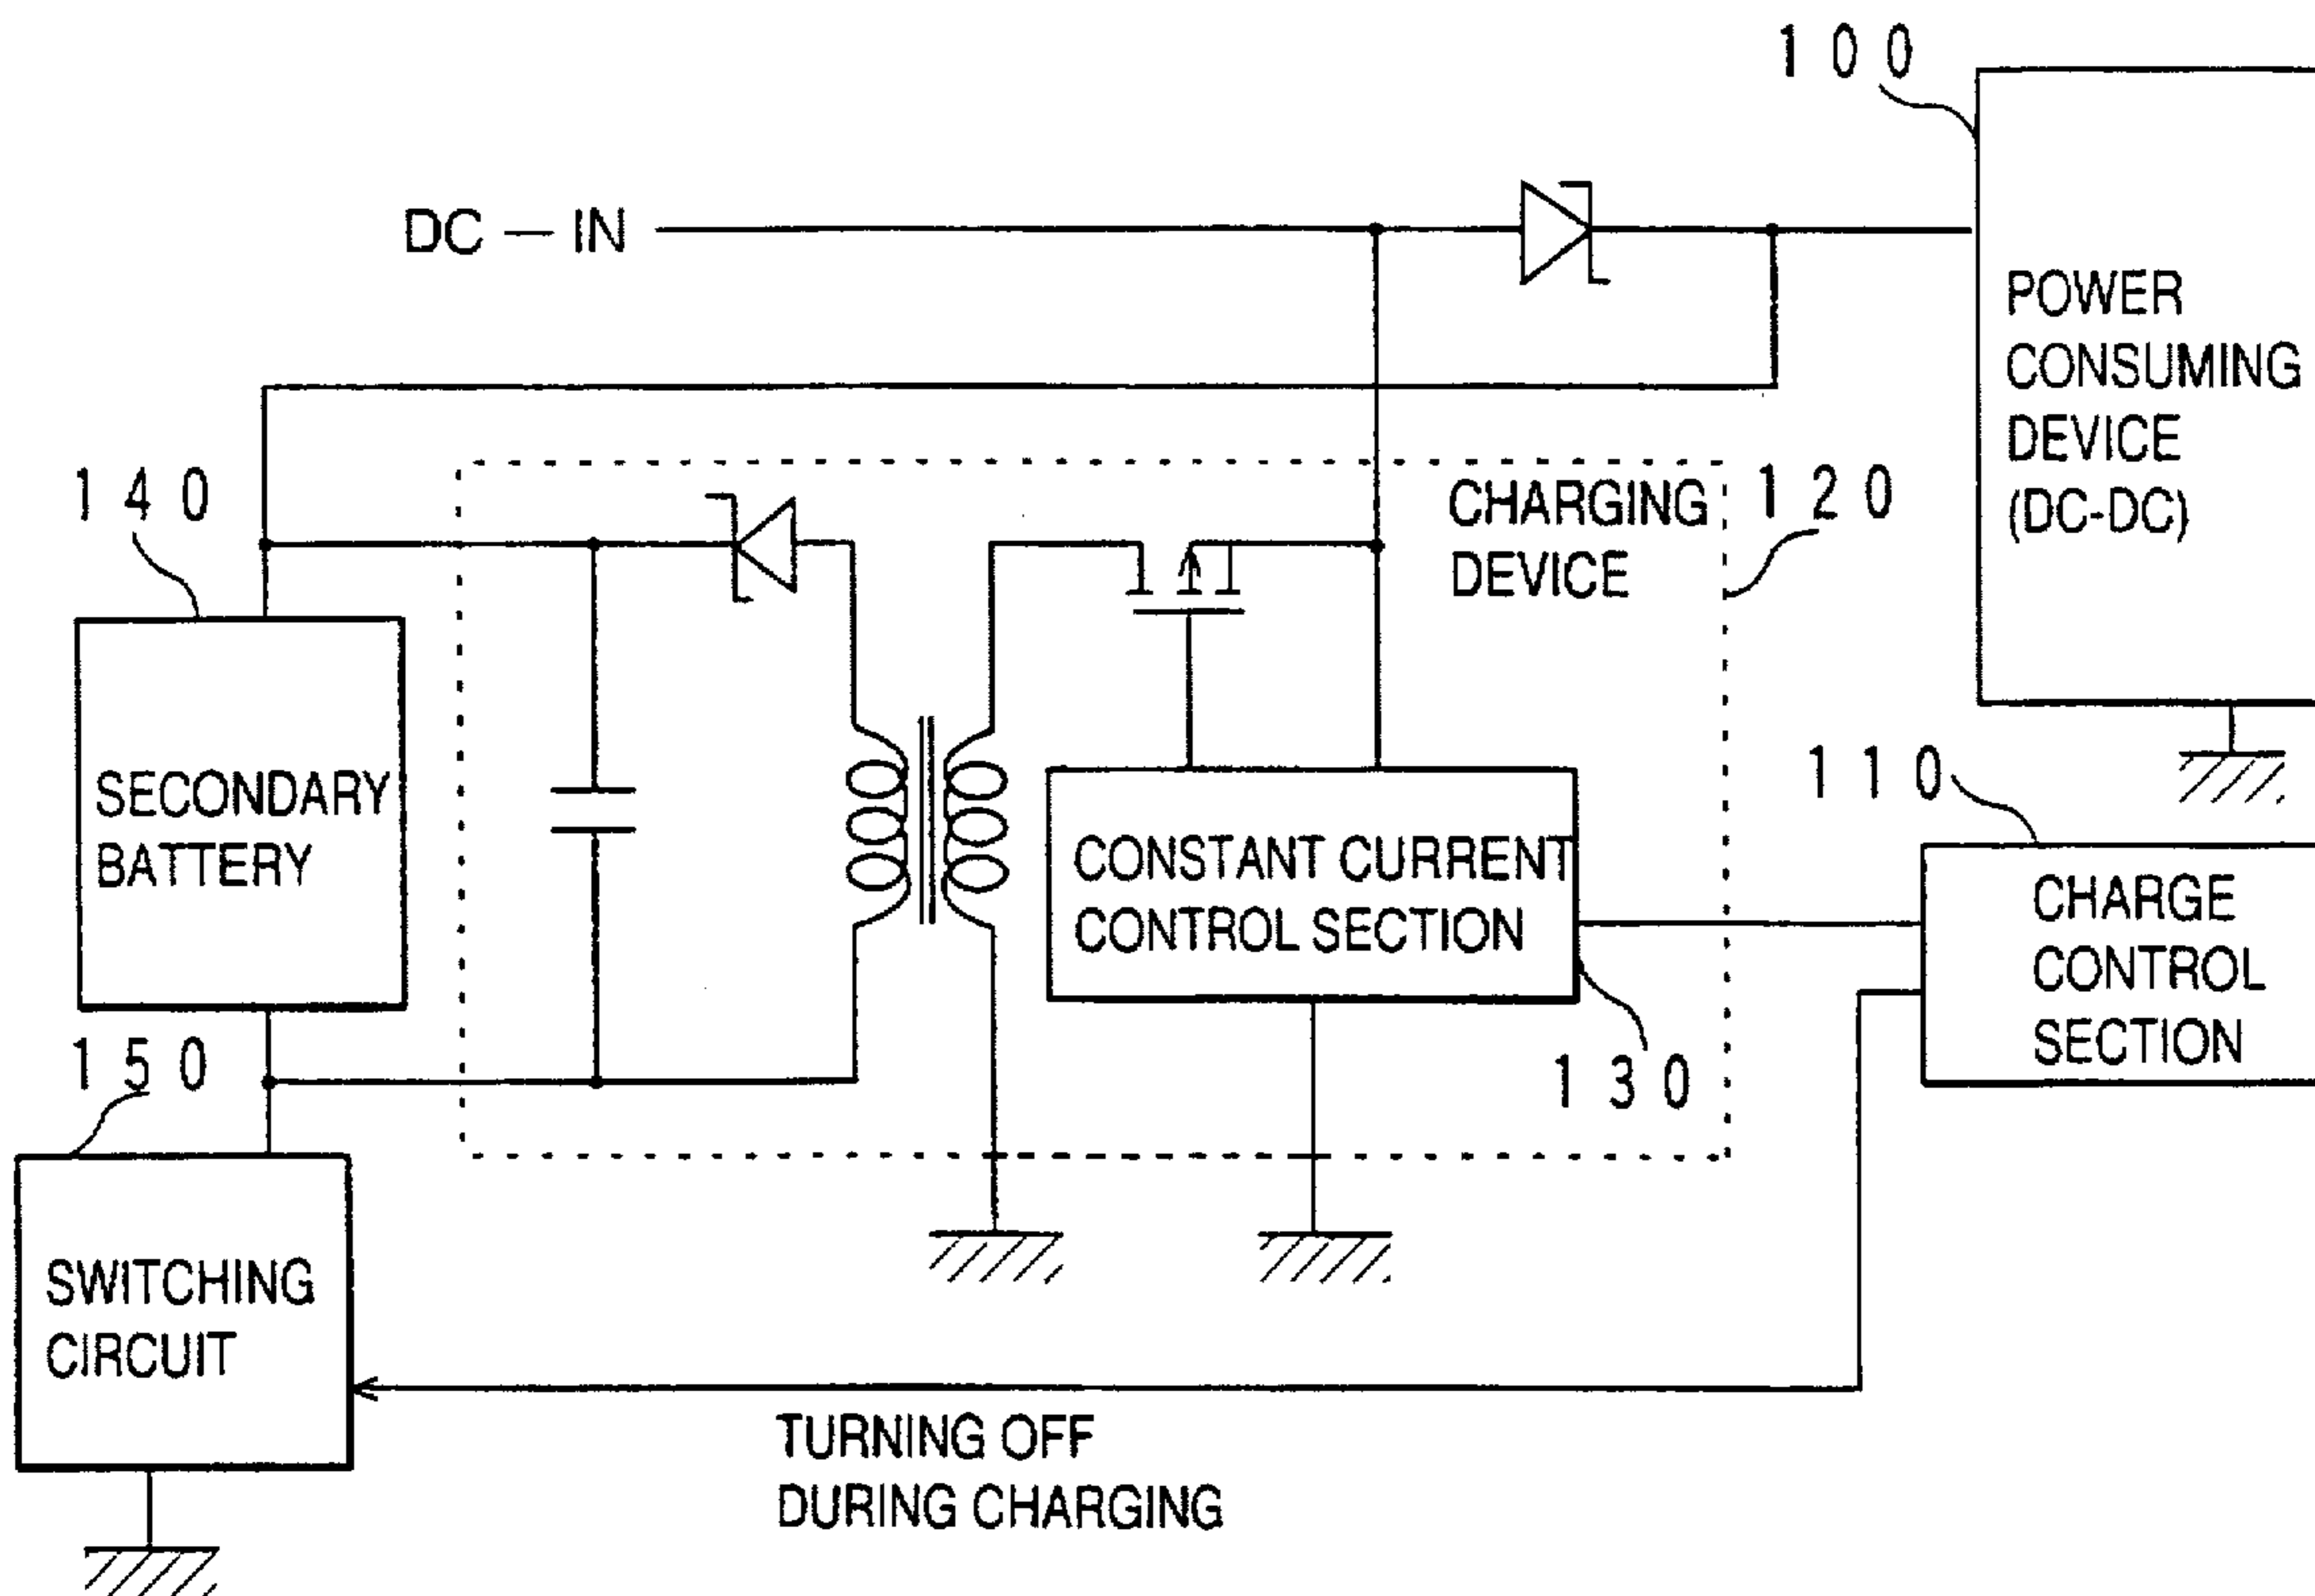 1 0 0
DC — IN
POWER
CONSUMING
DEVICE
(DC-DC)
1 4 0
CHARGING
DEVICE
1 2 0
SECONDARY
BATTERY
CONSTANT CURRENT
CONTROL SECTION
1 1 0
CHARGE
CONTROL
SECTION
1 5 0
1 3 0
SWITCHING
CIRCUIT
TURNING OFF
DURING CHARGING